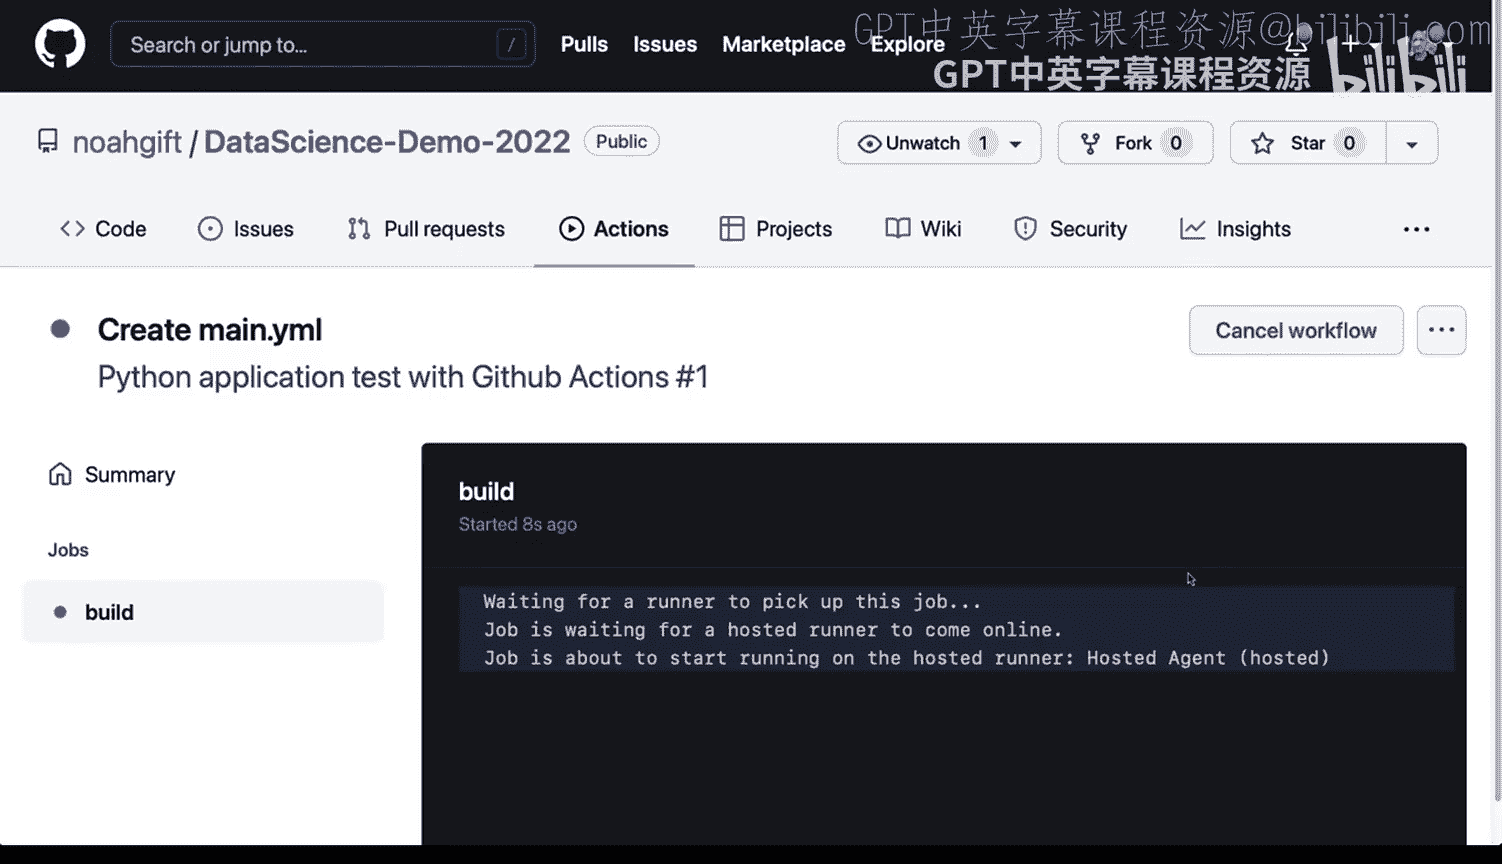 GPT中英字幕课程资源@bilibili.com
Search or jump to... / Pulls Issues Marketplace Explore
GPT中英字幕课程资源 bilibili
noahgift / DataScience-Demo-2022 Public Unwatch 1 Fork 0 Star 0
Code Issues Pull requests Actions Projects Wiki Security Insights ...
Create main.yml Cancel workflow ...
Python application test with Github Actions #1
Summary
Jobs
build
build
Started 8s ago
Waiting for a runner to pick up this job...
Job is waiting for a hosted runner to come online.
Job is about to start running on the hosted runner: Hosted Agent (hosted)